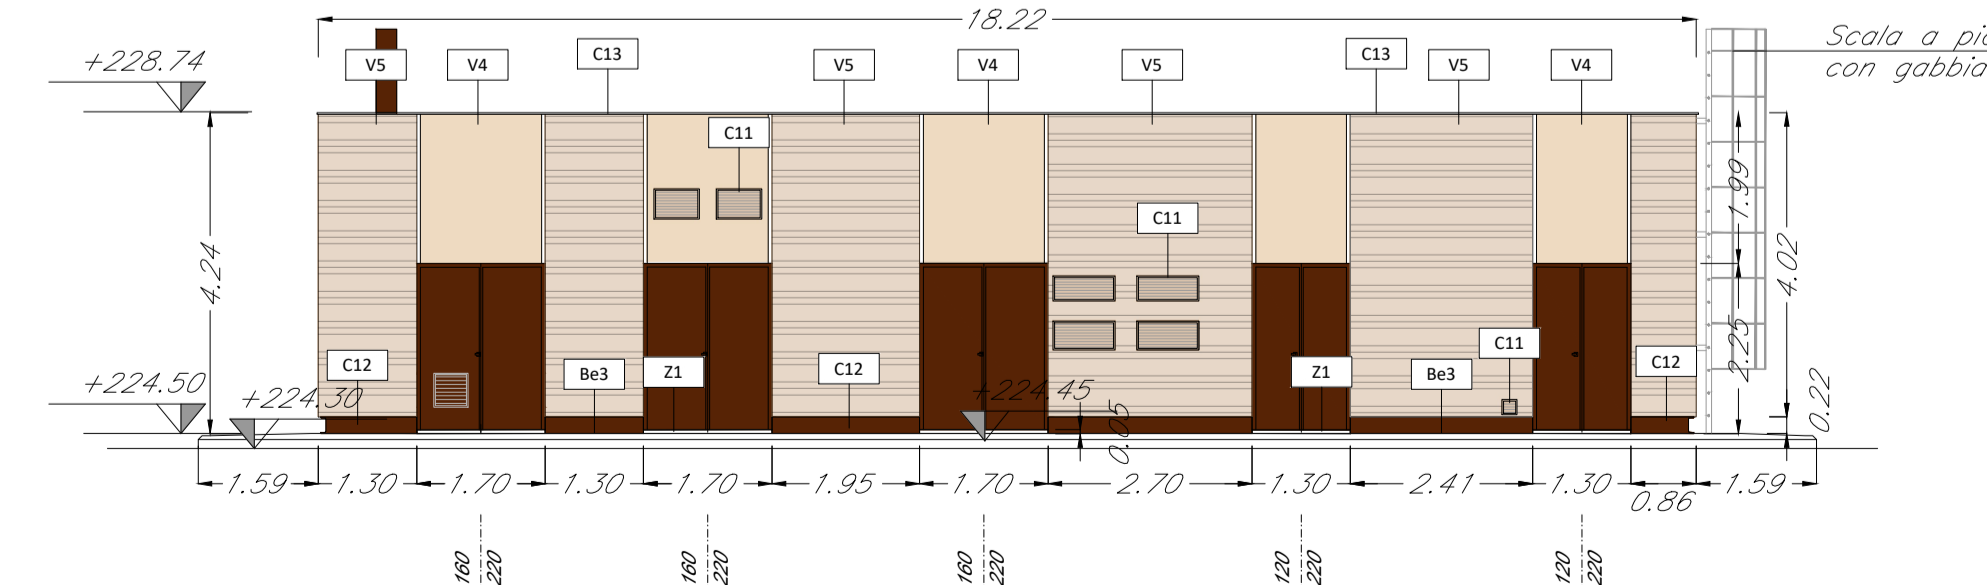 18.22
Scala a pio
con gabbia
+228.74
V5
V4
C13
V5
V4
V5
C13
V5
V4
C11
C11
4.24
1.99
4.02
2.25
0.22
+224.50
+224.30
+224.45
0.05
C12
Be3
Z1
C12
Z1
Be3
C11
C12
1.59
1.30
1.70
1.30
1.70
1.95
1.70
2.70
1.30
2.41
1.30
0.86
1.59
160
220
160
220
160
220
120
220
120
220